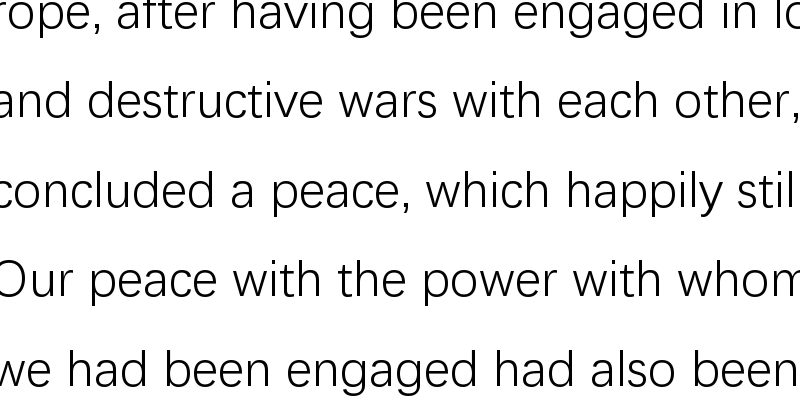 rope, after having been engaged in lo
and destructive wars with each other,
concluded a peace, which happily stil
Our peace with the power with whom
we had been engaged had also been